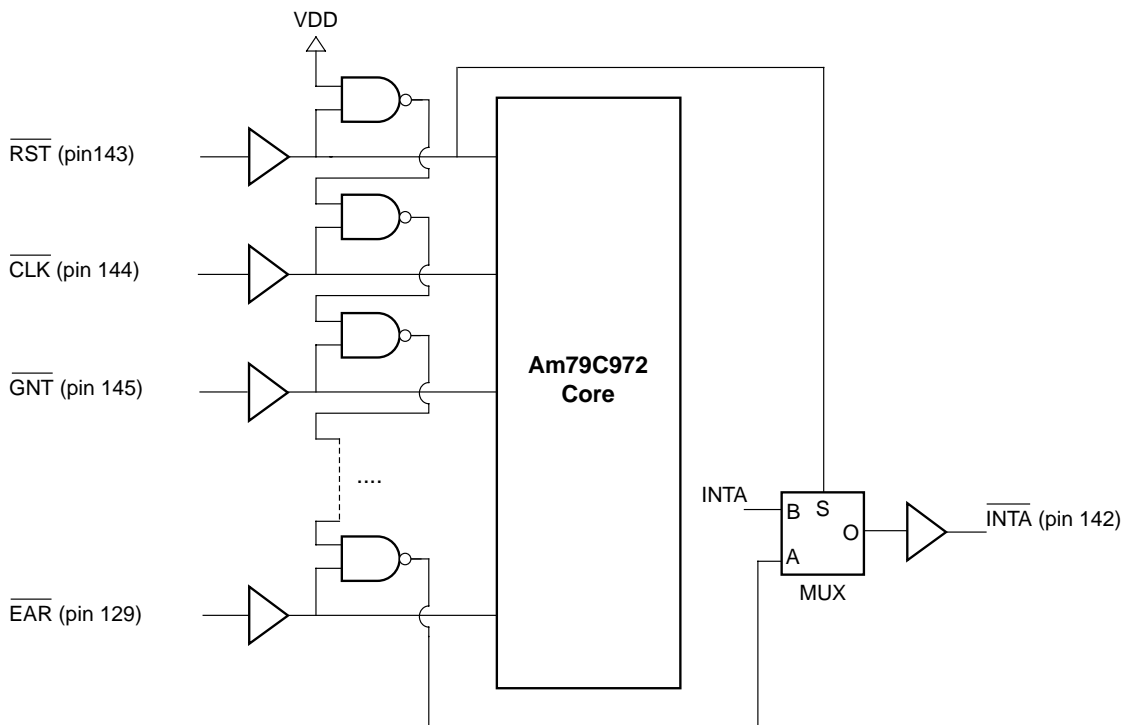 VDD
RST (pin143)
CLK (pin 144)
GNT (pin 145)
....
EAR (pin 129)
Am79C972
Core
INTA
B
S
O
A
MUX
INTA (pin 142)